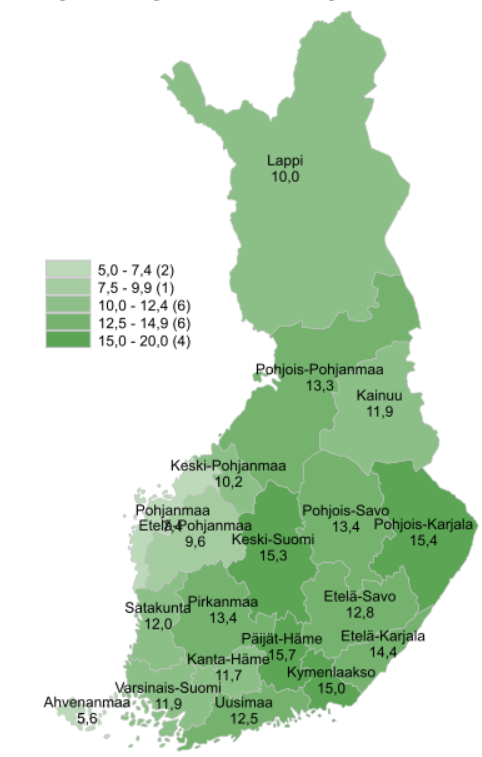 Lappi
10,0
5,0 - 7,4 (2)
7,5 - 9,9 (1)
10,0 - 12,4 (6)
12,5 - 14,9 (6)
15,0 - 20,0 (4)
Pohjois-Pohjanmaa
13,3
Kainuu
11,9
Keski-Pohjanmaa
10,2
Pohjanmaa
7,4
Etelä-Pohjanmaa
9,6
Keski-Suomi
15,3
Pohjois-Savo
13,4
Pohjois-Karjala
15,4
Satakunta
12,0
Pirkanmaa
13,4
Etelä-Savo
12,8
Päijät-Häme
15,7
Etelä-Karjala
14,4
Kanta-Häme
11,7
Kymenlaakso
15,0
Varsinais-Suomi
11,9
Uusimaa
12,5
Ahvenanmaa
5,6